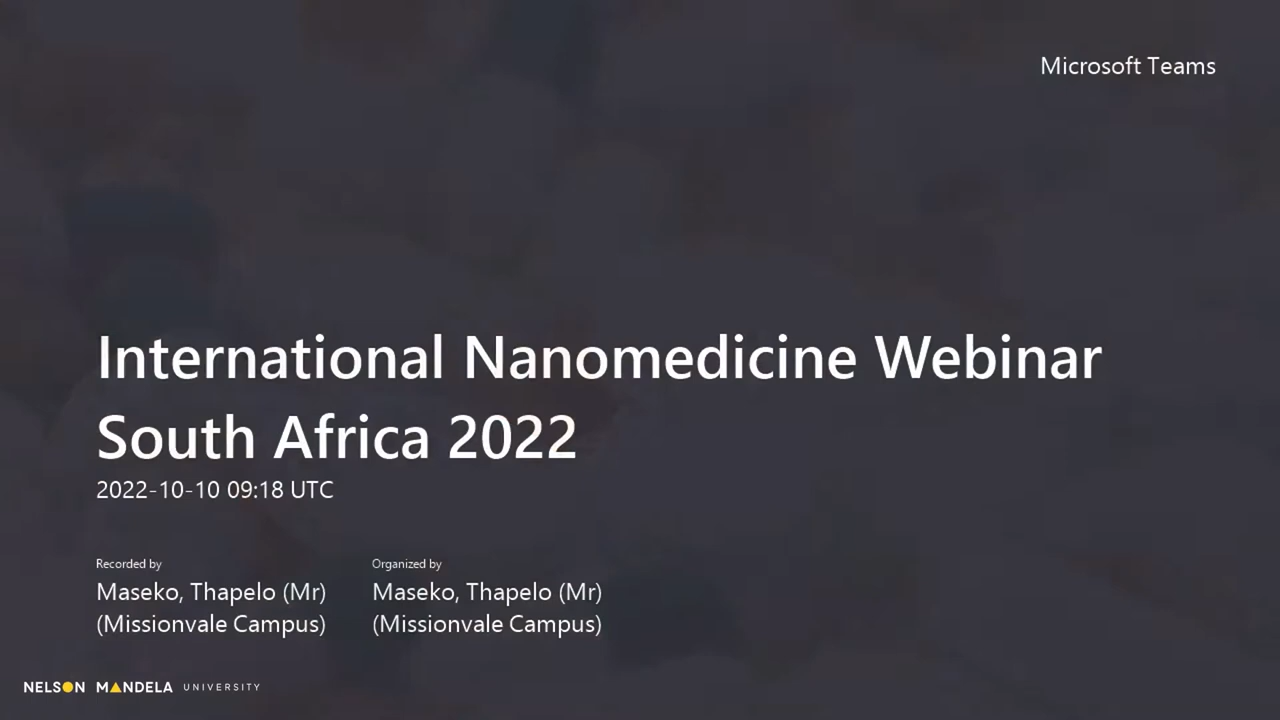 Microsoft Teams
International Nanomedicine Webinar
South Africa 2022
2022-10-10 09:18 UTC
Recorded by
Maseko, Thapelo (Mr)
(Missionvale Campus)
Organized by
Maseko, Thapelo (Mr)
(Missionvale Campus)
NELSON MANDELA UNIVERSITY